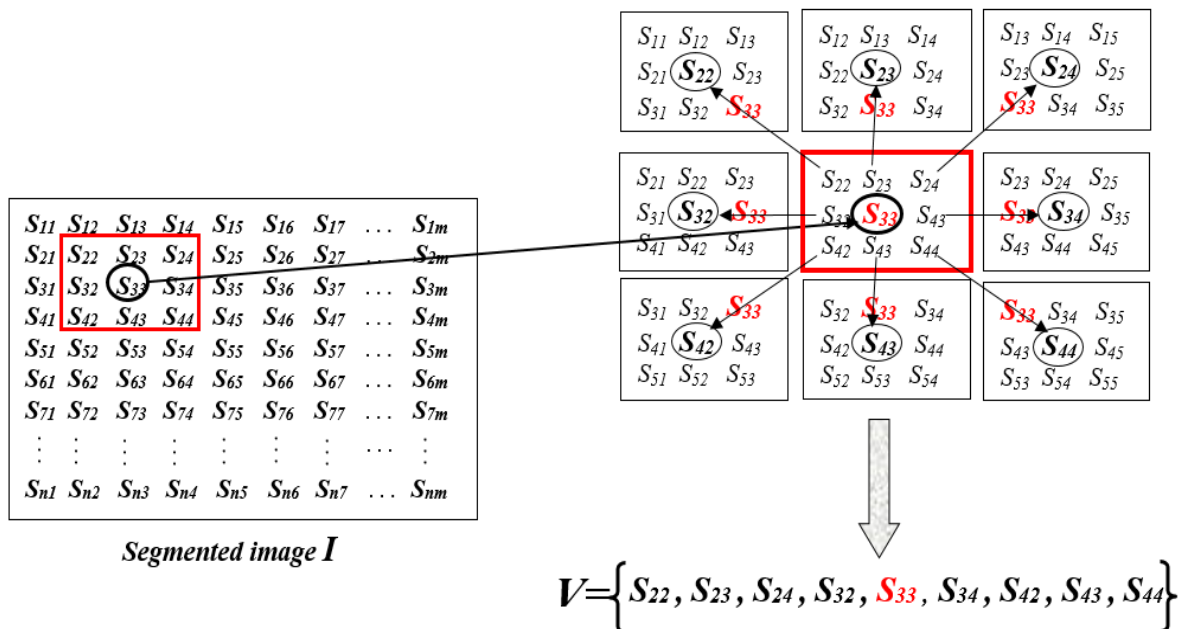 S11 S12 S13 S14 S15 S16 S17 ... S1m
S21 S22 S23 S24 S25 S26 S27 ... S2m
S31 S32 S33 S34 S35 S36 S37 ... S3m
S41 S42 S43 S44 S45 S46 S47 ... S4m
S51 S52 S53 S54 S55 S56 S57 ... S5m
S61 S62 S63 S64 S65 S66 S67 ... S6m
S71 S72 S73 S74 S75 S76 S77 ... S7m
⋮ ⋮ ⋮ ⋮ ⋮ ⋮ ⋮ ... ⋮
Sn1 Sn2 Sn3 Sn4 Sn5 Sn6 Sn7 ... Snm
Segmented image I
S11 S12 S13
S21 S22 S23
S31 S32 S33
S12 S13 S14
S22 S23 S24
S32 S33 S34
S13 S14 S15
S23 S24 S25
S33 S34 S35
S21 S22 S23
S31 S32 S33
S41 S42 S43
S22 S23 S24
S33 S43
S42 S43 S44
S23 S24 S25
S33 S34 S35
S43 S44 S45
S31 S32 S33
S41 S42 S43
S51 S52 S53
S32 S33 S34
S42 S43 S44
S52 S53 S54
S33 S34 S35
S43 S44 S45
S53 S54 S55
V={S22, S23, S24, S32, S33, S34, S42, S43, S44}